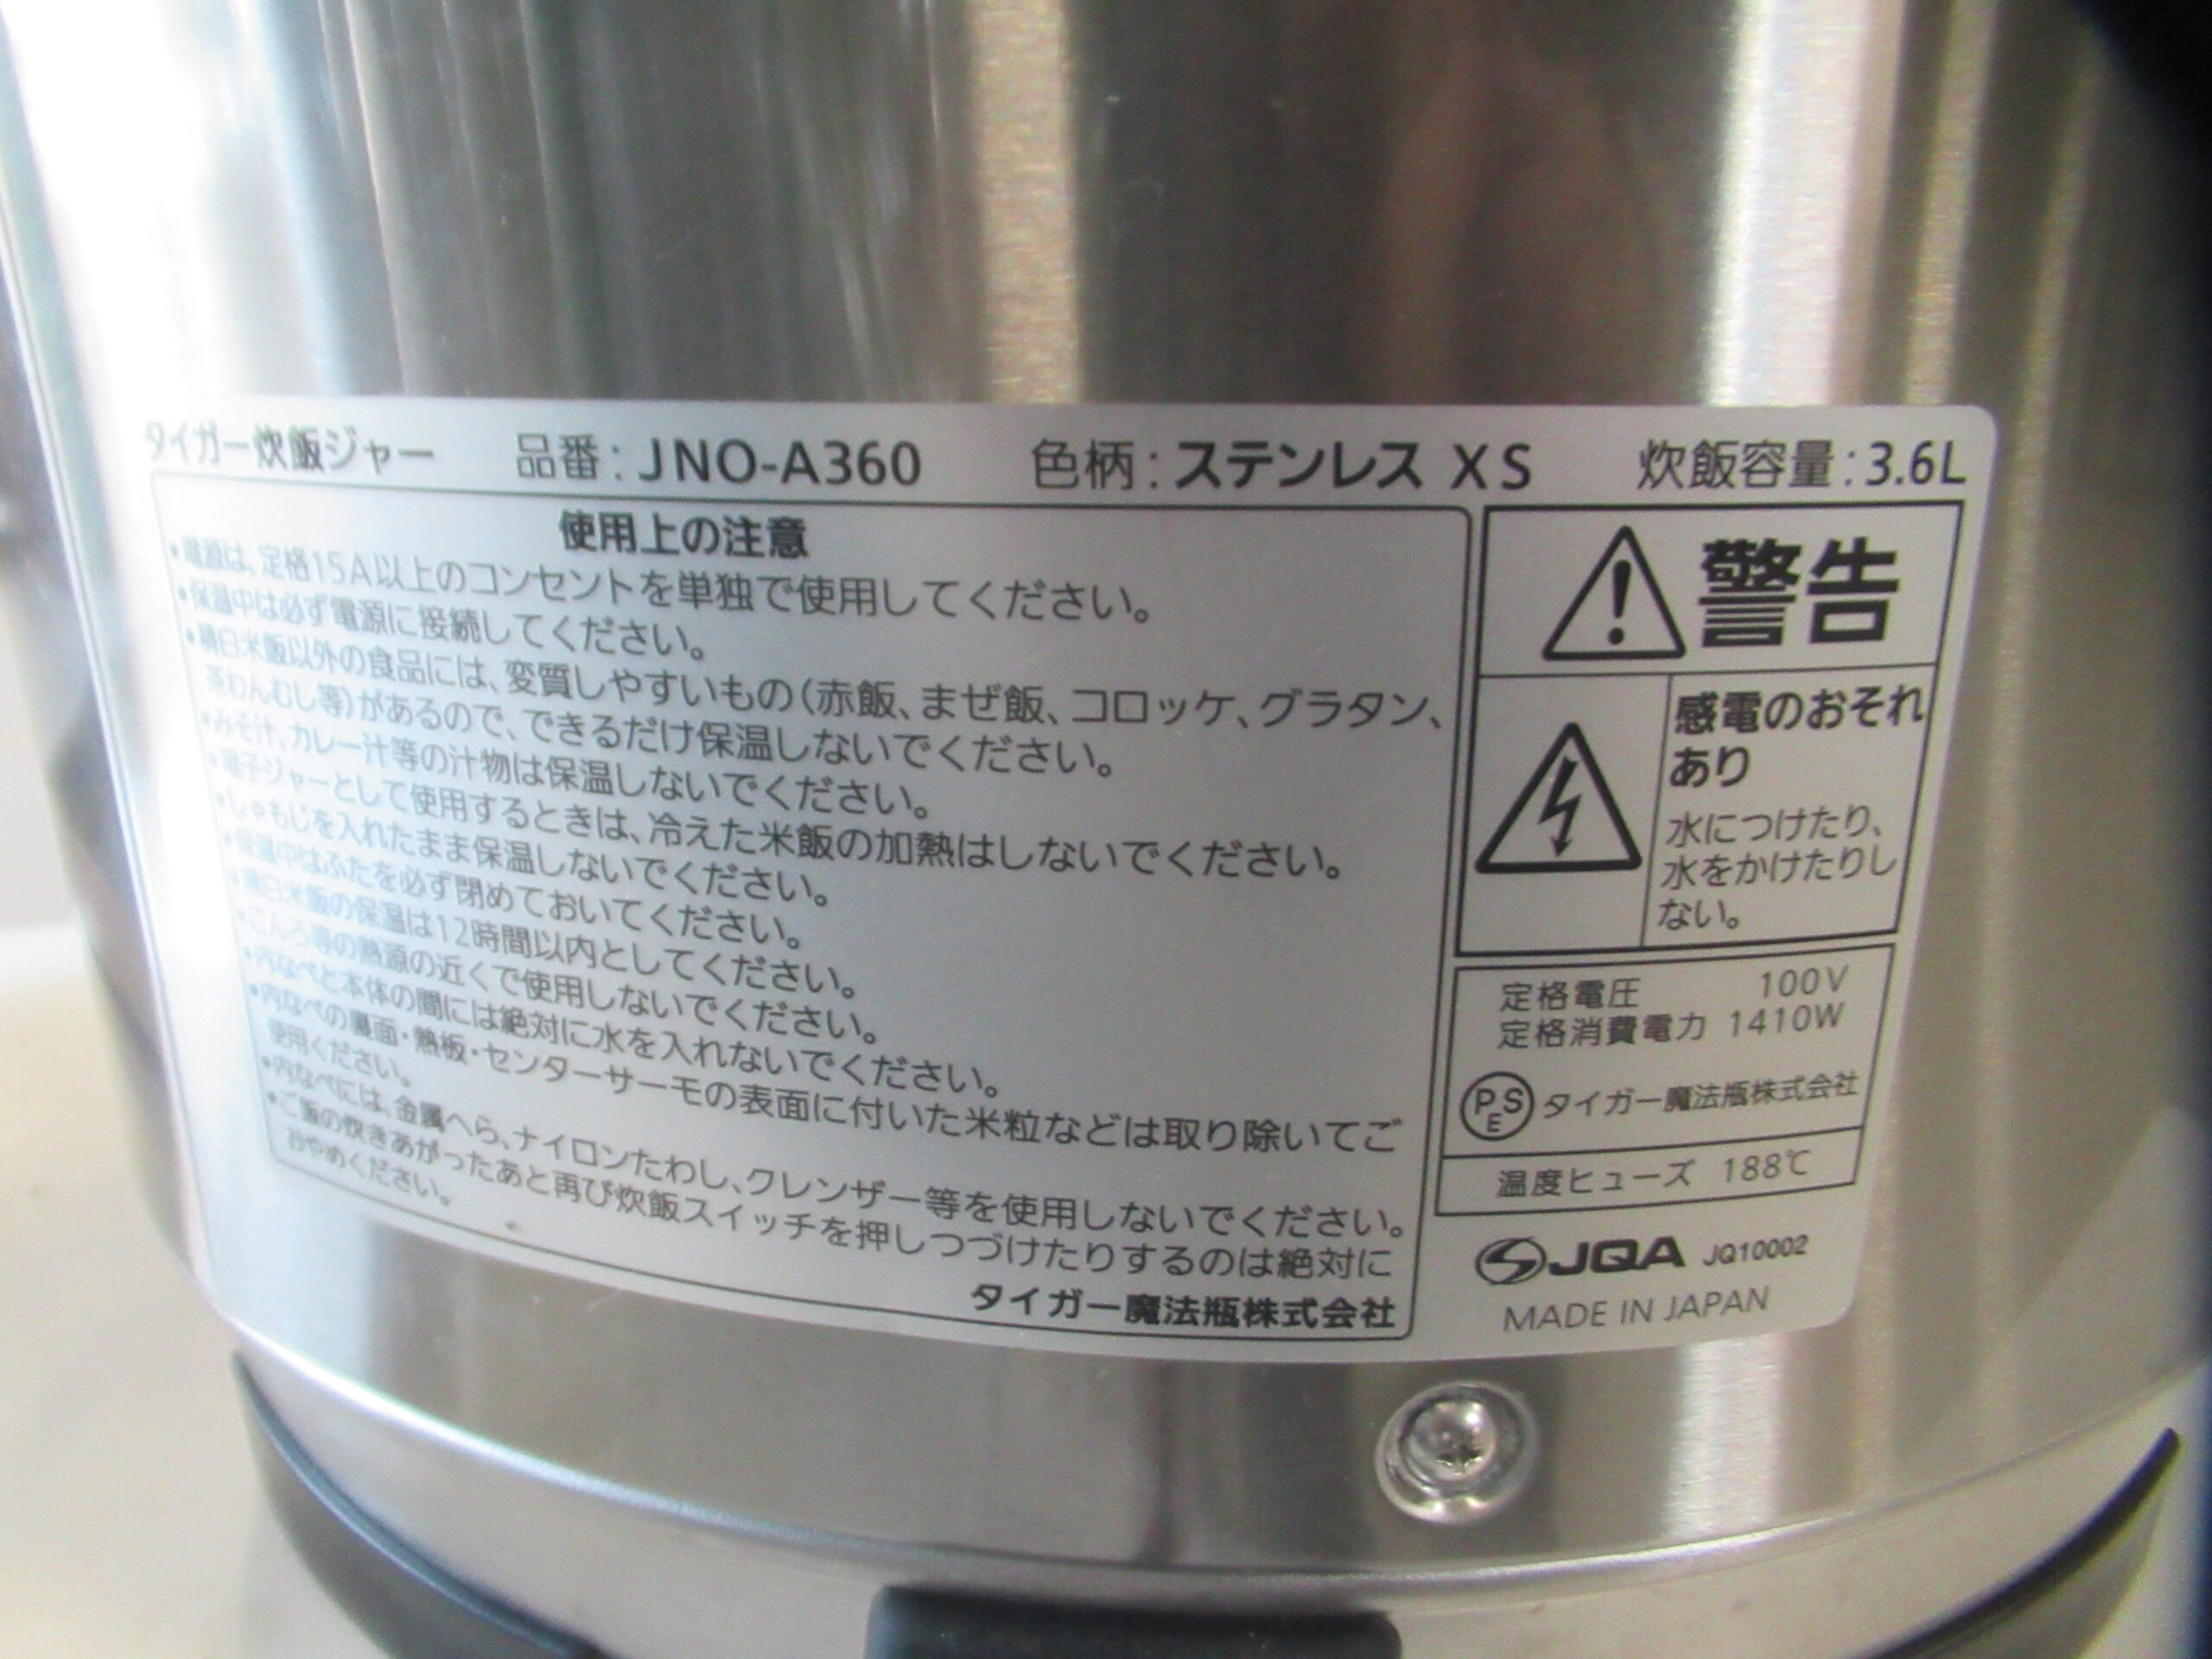 タイガー炊飯ジャー 品番:JNO-A360 色柄:ステンレス XS 炊飯容量:3.6L
使用上の注意
•電源は、定格15A以上のコンセントを単独で使用してください。
•保温中は必ず電源に接続してください。
•精白米飯以外の食品には、変質しやすいもの(赤飯、まぜ飯、コロッケ、グラタン、
茶わんむし等)があるので、できるだけ保温しないでください。
•みそ汁、カレー汁等の汁物は保温しないでください。
•電子ジャーとして使用するときは、冷えた米飯の加熱はしないでください。
•しゃもじを入れたまま保温しないでください。
•保温中はふたを必ず閉めておいてください。
•精白米飯の保温は12時間以内としてください。
•こんろ等の熱源の近くで使用しないでください。
•内なべと本体の間には絶対に水を入れないでください。
•内なべの裏面・熱板・センターサーモの表面に付いた米粒などは取り除いてご
使用ください。
•内なべには、金属へら、ナイロンたわし、クレンザー等を使用しないでください。
•ご飯の炊きあがったあと再び炊飯スイッチを押しつづけたりするのは絶対に
おやめください。
タイガー魔法瓶株式会社
警告
感電のおそれ
あり
水につけたり、
水をかけたりし
ない。
定格電圧 100V
定格消費電力 1410W
PSE タイガー魔法瓶株式会社
温度ヒューズ 188℃
JQA JQ10002
MADE IN JAPAN